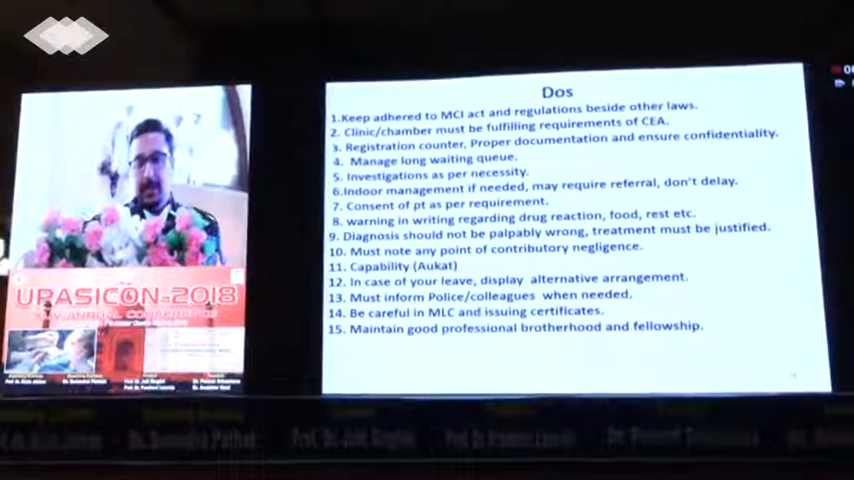 Dos
1.Keep adhered to MCI act and regulations beside other laws.
2. Clinic/chamber must be fulfilling requirements of CEA.
3. Registration counter, Proper documentation and ensure confidentiality.
4. Manage long waiting queue.
5. Investigations as per necessity.
6.Indoor management if needed, may require referral, don't delay.
7. Consent of pt as per requirement.
8. warning in writing regarding drug reaction, food, rest etc.
9. Diagnosis should not be palpably wrong, treatment must be justified.
10. Must note any point of contributory negligence.
11. Capability (Aukat)
12. In case of your leave, display alternative arrangement.
13. Must inform Police/colleagues when needed.
14. Be careful in MLC and issuing certificates.
15. Maintain good professional brotherhood and fellowship.
UPASICON-2018
ANNUAL CONFERENCE